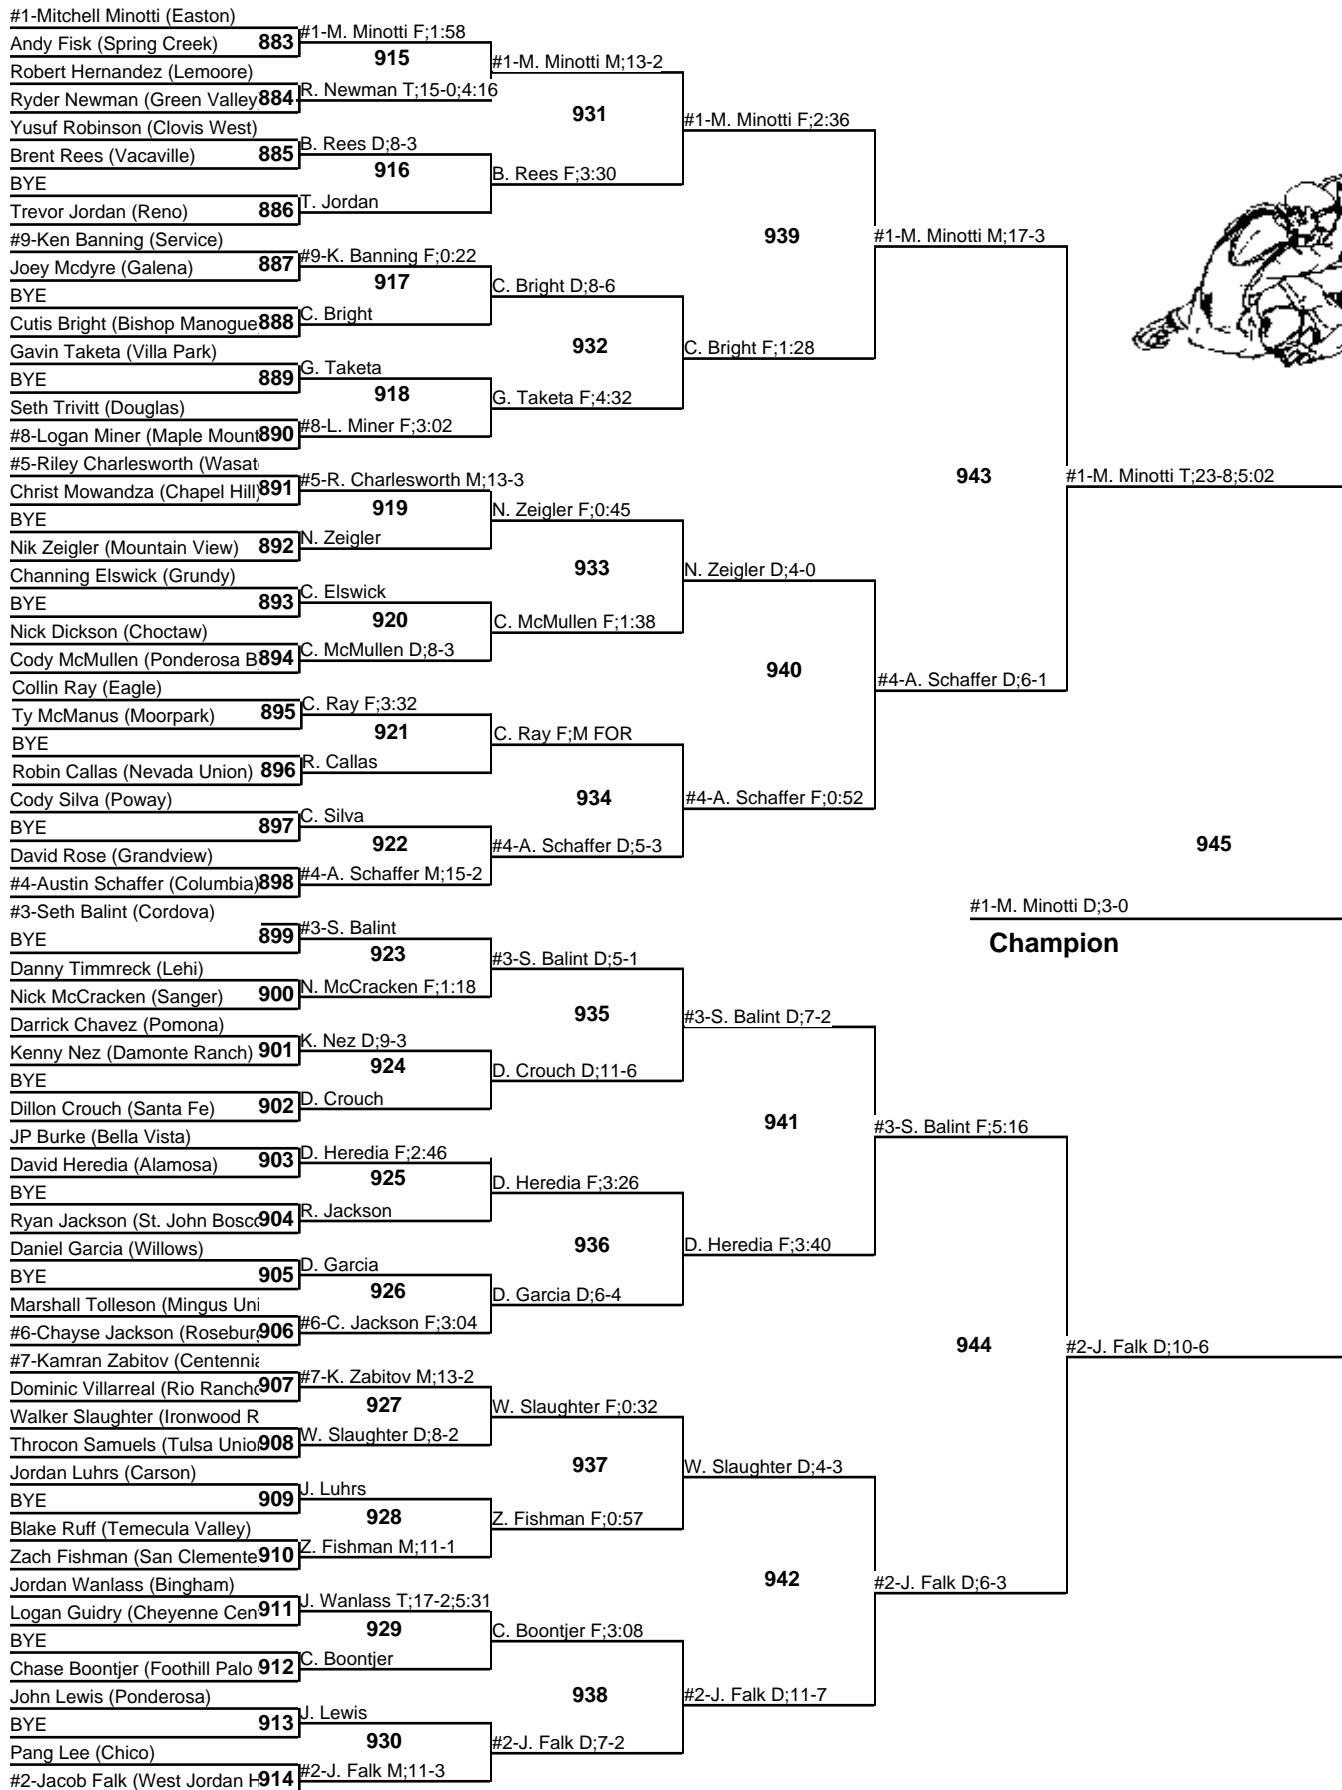 #1-Mitchell Minotti (Easton)
Andy Fisk (Spring Creek) 883
Robert Hernandez (Lemoore)
Ryder Newman (Green Valley 884
Yusuf Robinson (Clovis West)
Brent Rees (Vacaville) 885
BYE
Trevor Jordan (Reno) 886
#9-Ken Banning (Service)
Joey Mcdyre (Galena) 887
BYE
Cutis Bright (Bishop Manogue 888
Gavin Taketa (Villa Park)
BYE 889
Seth Trivitt (Douglas)
#8-Logan Miner (Maple Mount 890
#5-Riley Charlesworth (Wasat
Christ Mowandza (Chapel Hill) 891
BYE
Nik Zeigler (Mountain View) 892
Channing Elswick (Grundy)
BYE 893
Nick Dickson (Choctaw)
Cody McMullen (Ponderosa B 894
Collin Ray (Eagle)
Ty McManus (Moorpark) 895
BYE
Robin Callas (Nevada Union) 896
Cody Silva (Poway)
BYE 897
David Rose (Grandview)
#4-Austin Schaffer (Columbia) 898
#3-Seth Balint (Cordova)
BYE 899
Danny Timmreck (Lehi)
Nick McCracken (Sanger) 900
Darrick Chavez (Pomona)
Kenny Nez (Damonte Ranch) 901
BYE
Dillon Crouch (Santa Fe) 902
JP Burke (Bella Vista)
David Heredia (Alamosa) 903
BYE
Ryan Jackson (St. John Bosco 904
Daniel Garcia (Willows)
BYE 905
Marshall Tolleson (Mingus Uni
#6-Chayse Jackson (Roseburg 906
#7-Kamran Zabitov (Centennia
Dominic Villarreal (Rio Rancho 907
Walker Slaughter (Ironwood R
Throcon Samuels (Tulsa Union 908
Jordan Luhrs (Carson)
BYE 909
Blake Ruff (Temecula Valley)
Zach Fishman (San Clemente 910
Jordan Wanlass (Bingham)
Logan Guidry (Cheyenne Cen 911
BYE
Chase Boontjer (Foothill Palo 912
John Lewis (Ponderosa)
BYE 913
Pang Lee (Chico)
#2-Jacob Falk (West Jordan H 914
#1-M. Minotti F;1:58
915
R. Newman T;15-0;4:16
B. Rees D;8-3
916
T. Jordan
#9-K. Banning F;0:22
917
C. Bright
G. Taketa
918
#8-L. Miner F;3:02
#5-R. Charlesworth M;13-3
919
N. Zeigler
C. Elswick
920
C. McMullen D;8-3
C. Ray F;3:32
921
R. Callas
C. Silva
922
#4-A. Schaffer M;15-2
#3-S. Balint
923
N. McCracken F;1:18
K. Nez D;9-3
924
D. Crouch
D. Heredia F;2:46
925
R. Jackson
D. Garcia
926
#6-C. Jackson F;3:04
#7-K. Zabitov M;13-2
927
W. Slaughter D;8-2
J. Luhrs
928
Z. Fishman M;11-1
J. Wanlass T;17-2;5:31
929
C. Boontjer
J. Lewis
930
#2-J. Falk M;11-3
#1-M. Minotti M;13-2
931
B. Rees F;3:30
C. Bright D;8-6
932
G. Taketa F;4:32
N. Zeigler F;0:45
933
C. McMullen F;1:38
C. Ray F;M FOR
934
#4-A. Schaffer D;5-3
#3-S. Balint D;5-1
935
D. Crouch D;11-6
D. Heredia F;3:26
936
D. Garcia D;6-4
W. Slaughter F;0:32
937
Z. Fishman F;0:57
C. Boontjer F;3:08
938
#2-J. Falk D;7-2
#1-M. Minotti F;2:36
939
C. Bright F;1:28
N. Zeigler D;4-0
940
#4-A. Schaffer F;0:52
#3-S. Balint D;7-2
941
D. Heredia F;3:40
W. Slaughter D;4-3
942
#2-J. Falk D;11-7
#1-M. Minotti M;17-3
943
#4-A. Schaffer D;6-1
#3-S. Balint F;5:16
944
#2-J. Falk D;6-3
#1-M. Minotti T;23-8;5:02
945
#2-J. Falk D;10-6
#1-M. Minotti D;3-0
Champion